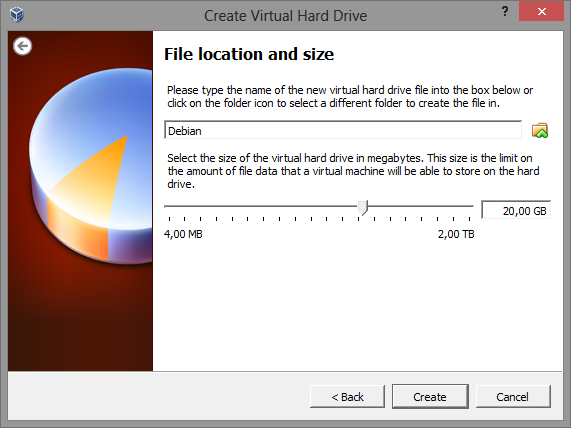 Create Virtual Hard Drive
?
File location and size
Please type the name of the new virtual hard drive file into the box below or
click on the folder icon to select a different folder to create the file in.
Debian
Select the size of the virtual hard drive in megabytes. This size is the limit on
the amount of file data that a virtual machine will be able to store on the hard
drive.
20,00 GB
4,00 MB 2,00 TB
< Back Create Cancel